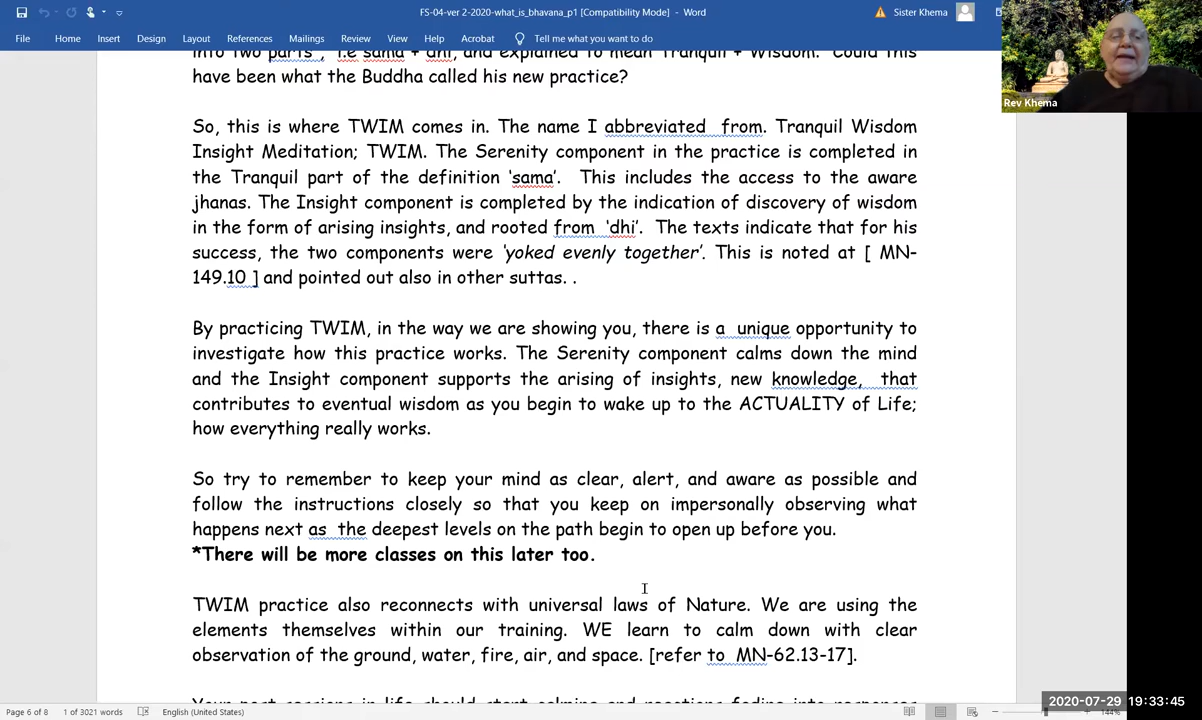 FS-04-ver 2-2020-what_is_bhavana_p1 [Compatibility Mode] - Word
Sister Khema
File Home Insert Design Layout References Mailings Review View Help Acrobat Tell me what you want to do
into two parts , i.e sama + dhi, and explained to mean Tranquil + Wisdom. Could this
have been what the Buddha called his new practice?
So, this is where TWIM comes in. The name I abbreviated from. Tranquil Wisdom
Insight Meditation; TWIM. The Serenity component in the practice is completed in
the Tranquil part of the definition ‘sama’. This includes the access to the aware
jhanas. The Insight component is completed by the indication of discovery of wisdom
in the form of arising insights, and rooted from ‘dhi’. The texts indicate that for his
success, the two components were ‘yoked evenly together’. This is noted at [ MN-
149.10 ] and pointed out also in other suttas. .
By practicing TWIM, in the way we are showing you, there is a unique opportunity to
investigate how this practice works. The Serenity component calms down the mind
and the Insight component supports the arising of insights, new knowledge, that
contributes to eventual wisdom as you begin to wake up to the ACTUALITY of Life;
how everything really works.
So try to remember to keep your mind as clear, alert, and aware as possible and
follow the instructions closely so that you keep on impersonally observing what
happens next as the deepest levels on the path begin to open up before you.
*There will be more classes on this later too.
TWIM practice also reconnects with universal laws of Nature. We are using the
elements themselves within our training. WE learn to calm down with clear
observation of the ground, water, fire, air, and space. [refer to MN-62.13-17].
Rev Khema
Page 6 of 8 1 of 3021 words English (United States)
2020-07-29 19:33:45
144%